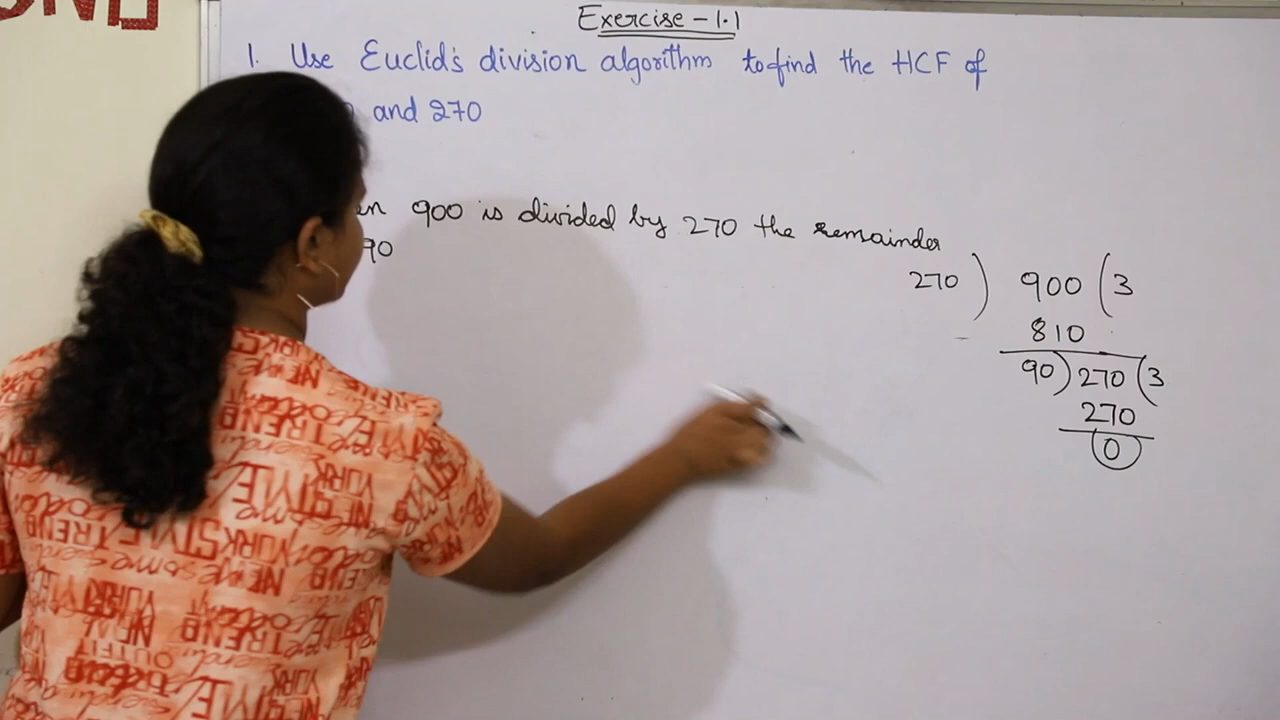 Exercise - 1.1
1. Use Euclid's division algorithm to find the HCF of
and 270
900 is divided by 270 the remainder
90
270 ) 900 ( 3
810
90 ) 270 ( 3
270
0